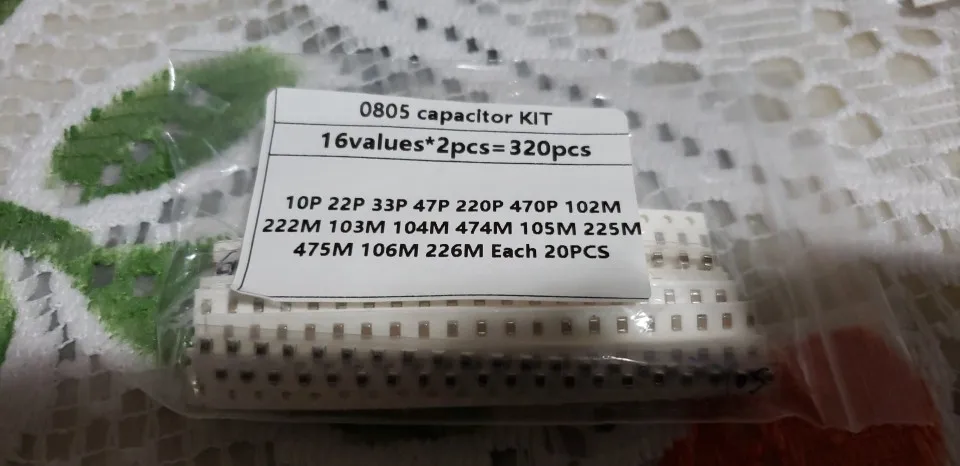 0805 capacitor KIT
16values*2pcs=320pcs
10P 22P 33P 47P 220P 470P 102M
222M 103M 104M 474M 105M 225M
475M 106M 226M Each 20PCS